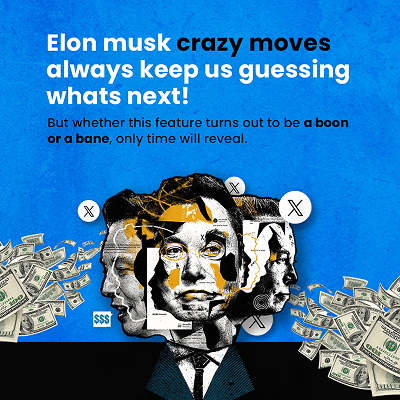 Elon musk crazy moves
always keep us guessing
whats next!
But whether this feature turns out to be a boon
or a bane, only time will reveal.
X
X
X
$$$